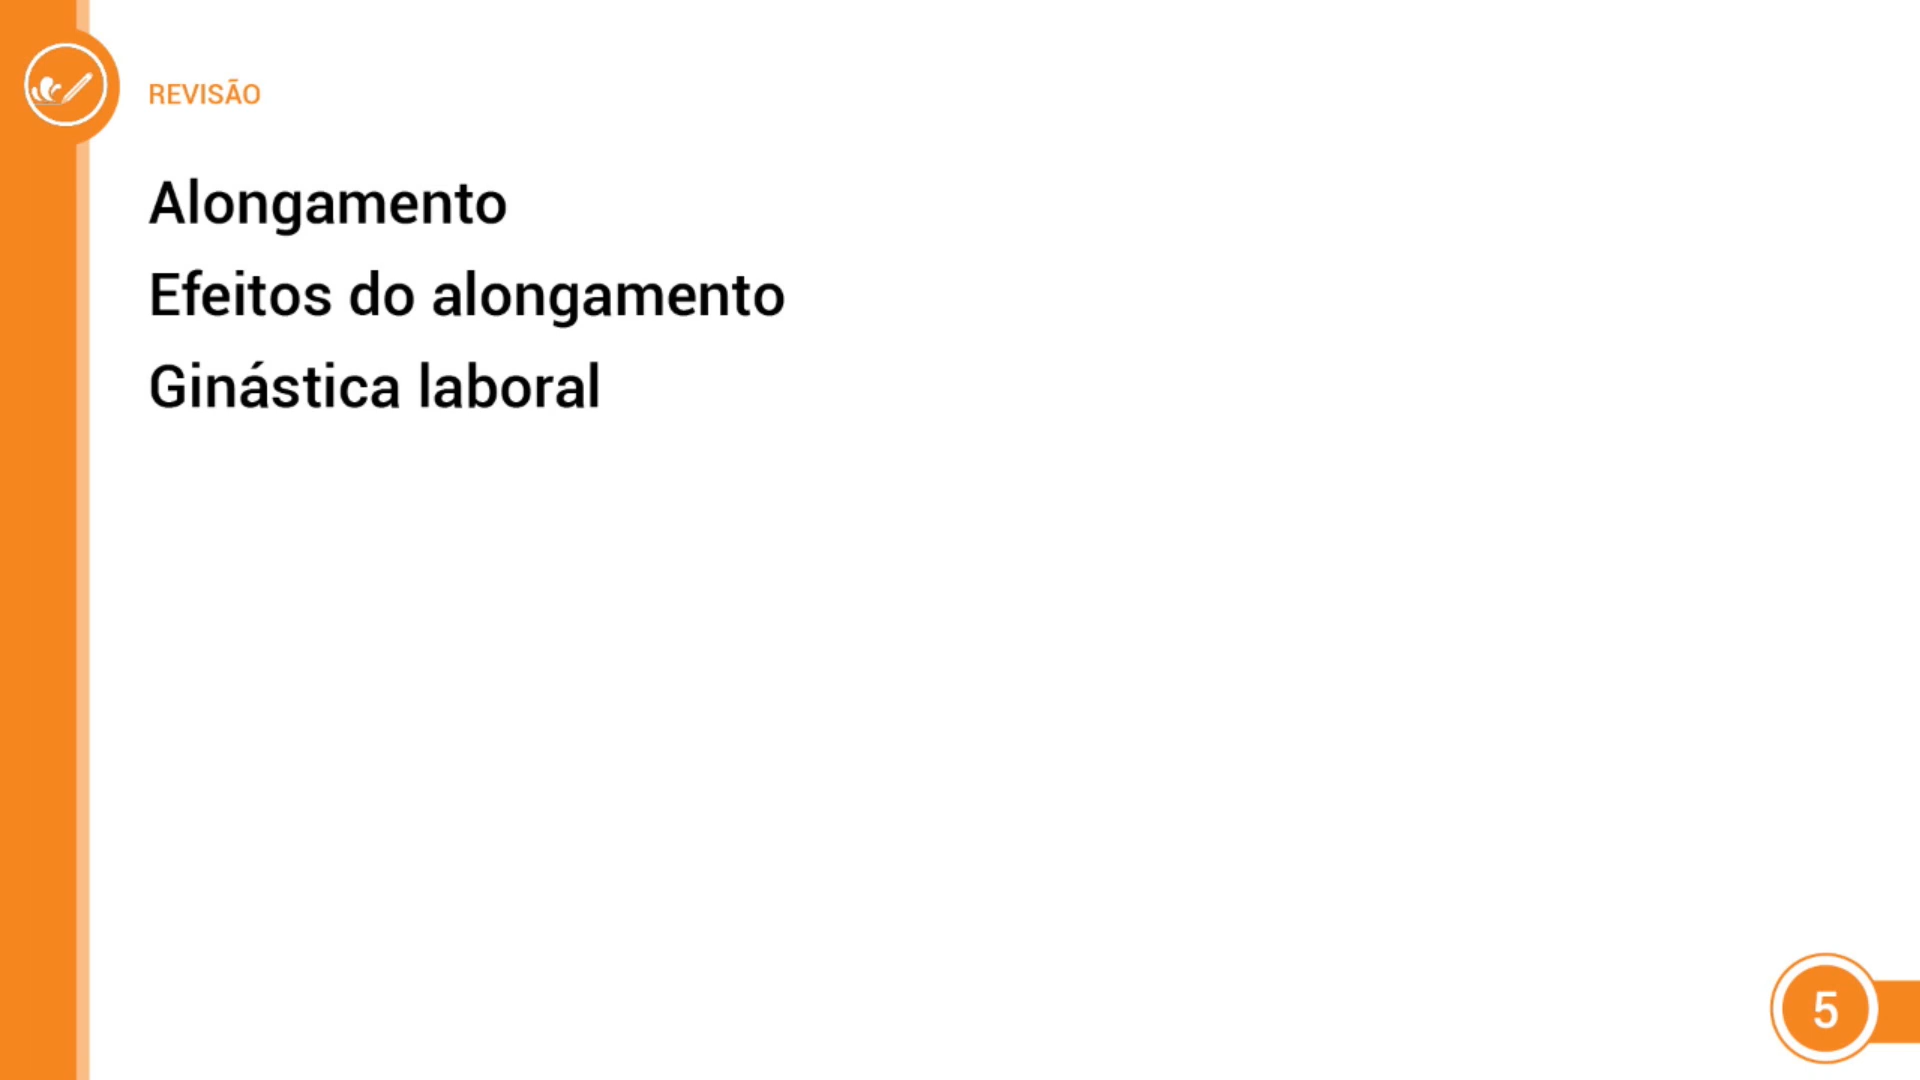 REVISÃO
Alongamento
Efeitos do alongamento
Ginástica laboral
5